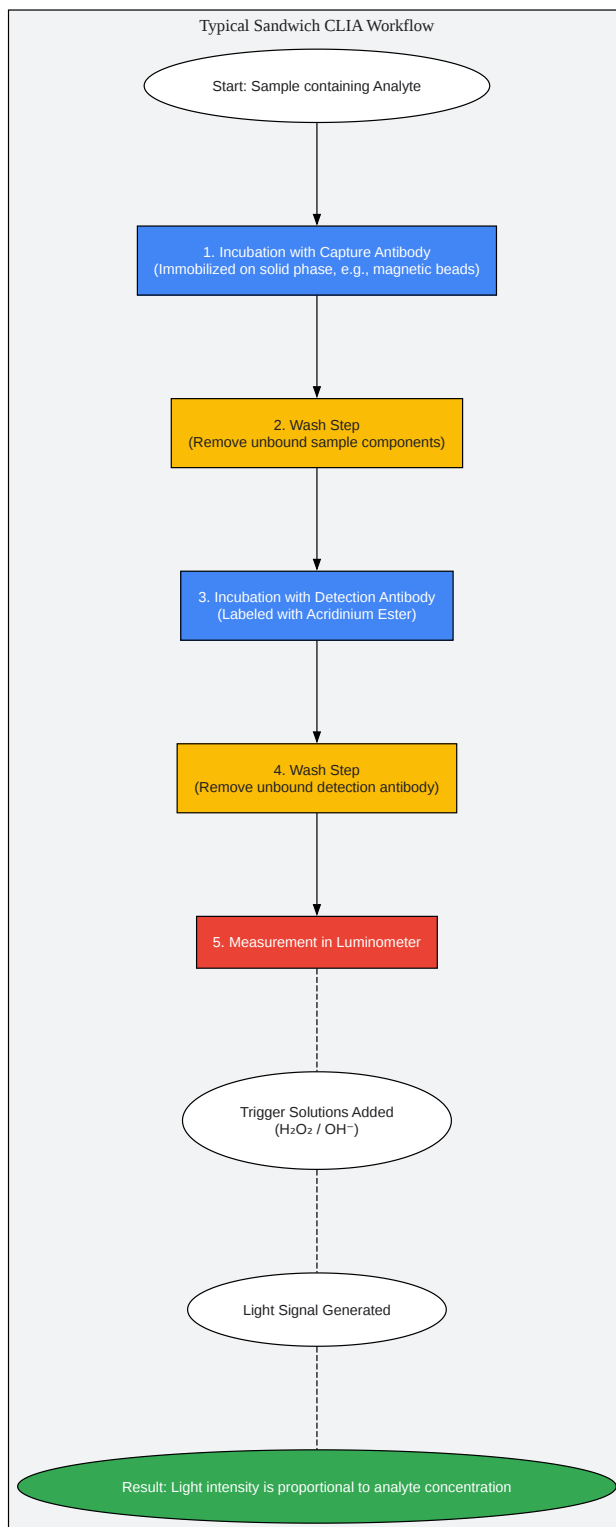 Typical Sandwich CLIA Workflow
Start: Sample containing Analyte
1. Incubation with Capture Antibody
(Immobilized on solid phase, e.g., magnetic beads)
2. Wash Step
(Remove unbound sample components)
3. Incubation with Detection Antibody
(Labeled with Acridinium Ester)
4. Wash Step
(Remove unbound detection antibody)
5. Measurement in Luminometer
Trigger Solutions Added
(H₂O₂ / OH⁻)
Light Signal Generated
Result: Light intensity is proportional to analyte concentration